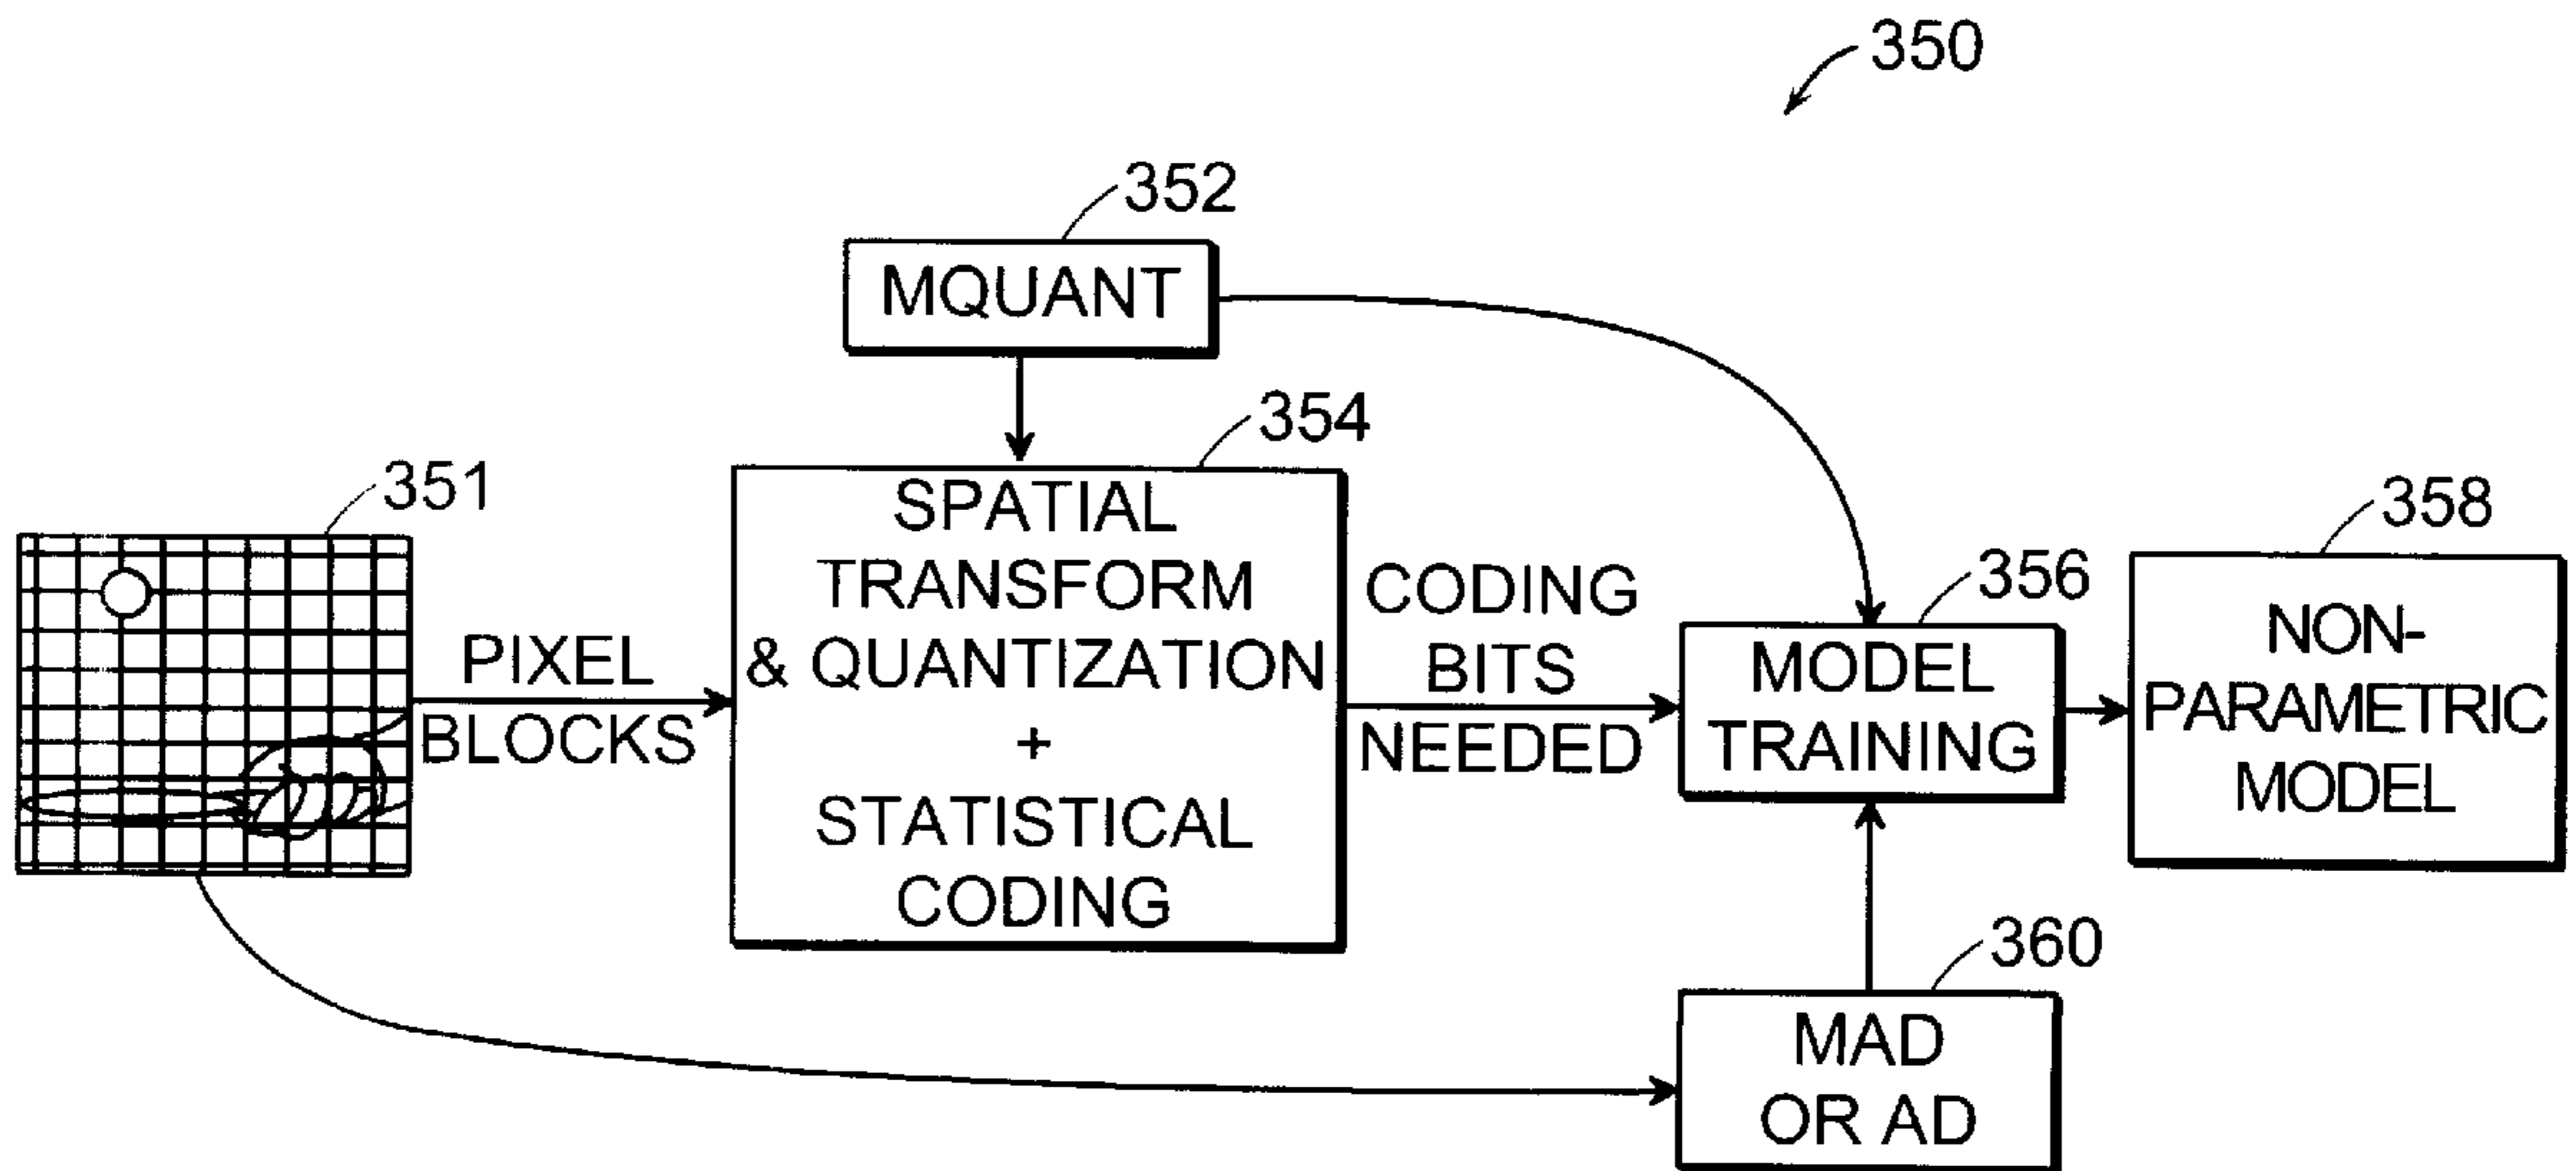 350
352
MQUANT
354
351
SPATIAL
TRANSFORM
& QUANTIZATION
+
STATISTICAL
CODING
PIXEL
BLOCKS
CODING
BITS
NEEDED
356
MODEL
TRAINING
358
NON-
PARAMETRIC
MODEL
360
MAD
OR AD